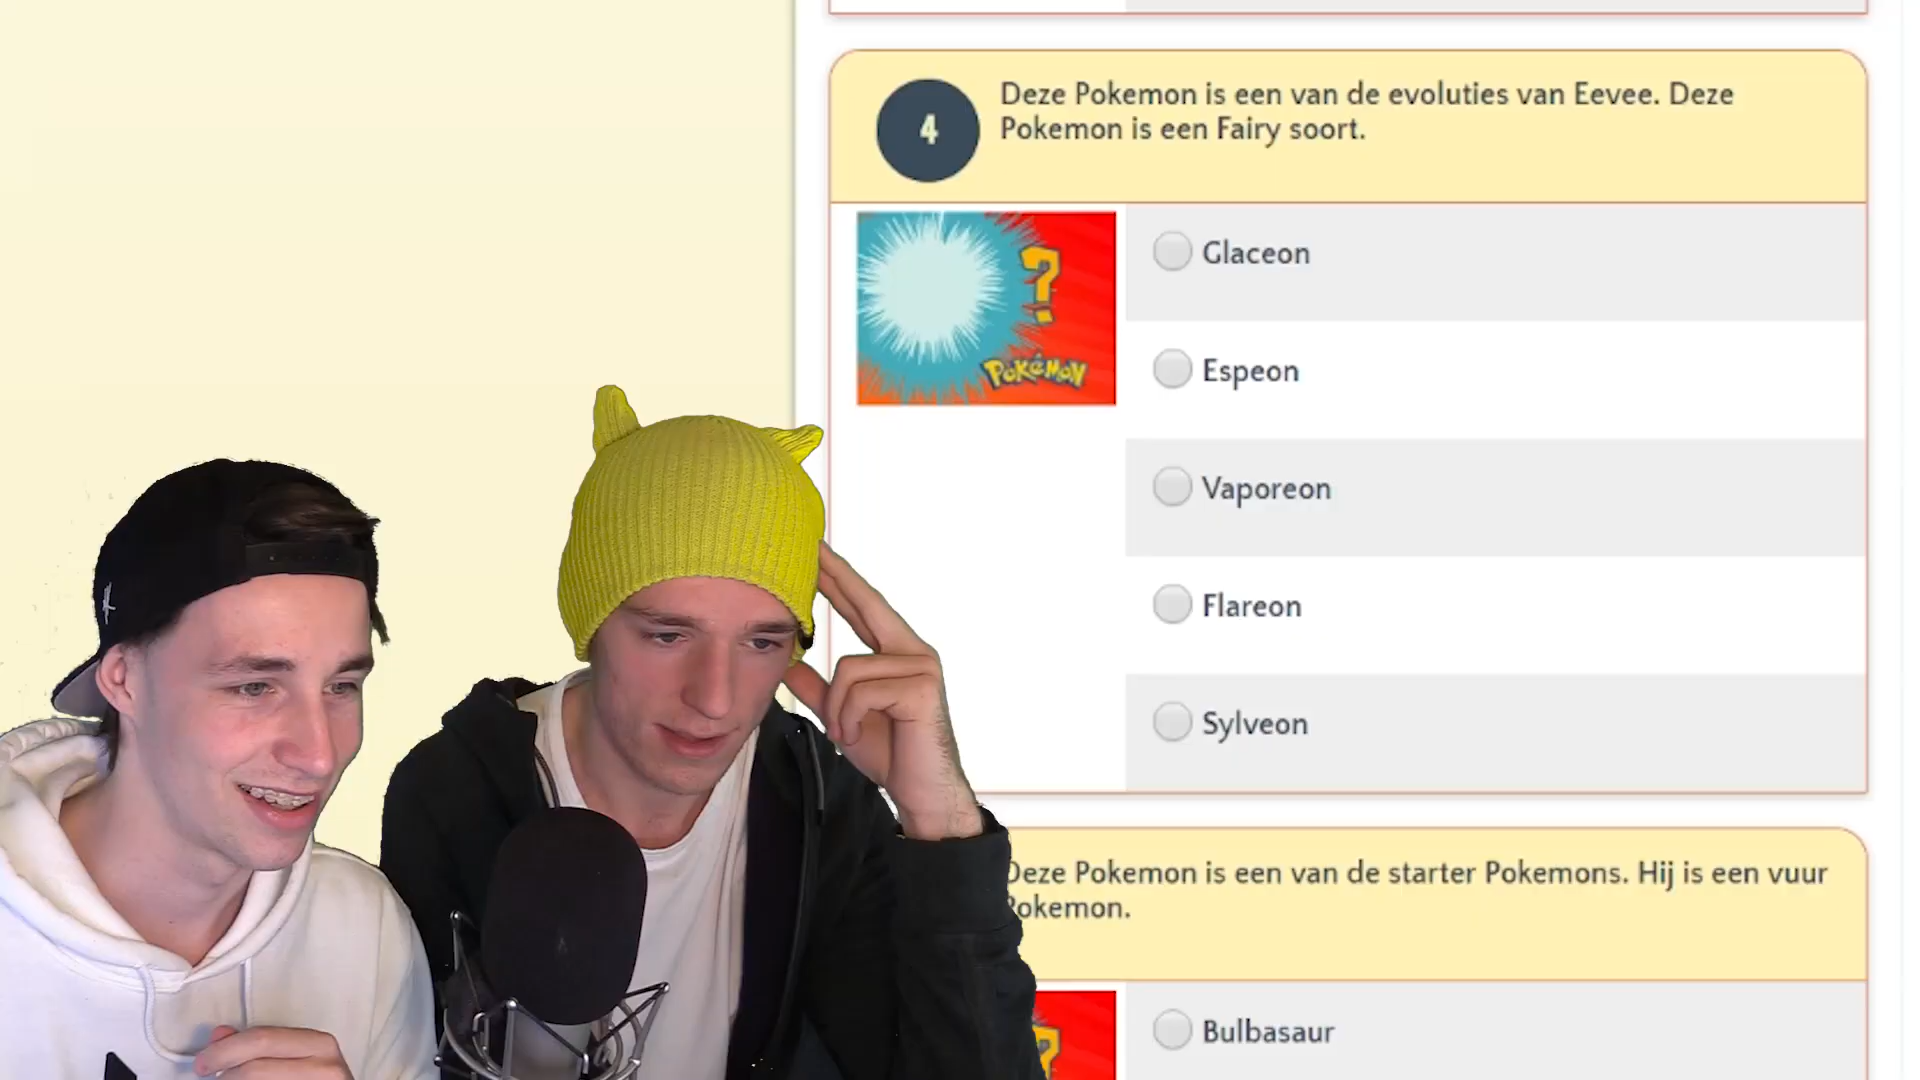 4
Deze Pokemon is een van de evoluties van Eevee. Deze
Pokemon is een Fairy soort.
?
POKéMON
Glaceon
Espeon
Vaporeon
Flareon
Sylveon
Deze Pokemon is een van de starter Pokemons. Hij is een vuur
Pokemon.
?
Bulbasaur